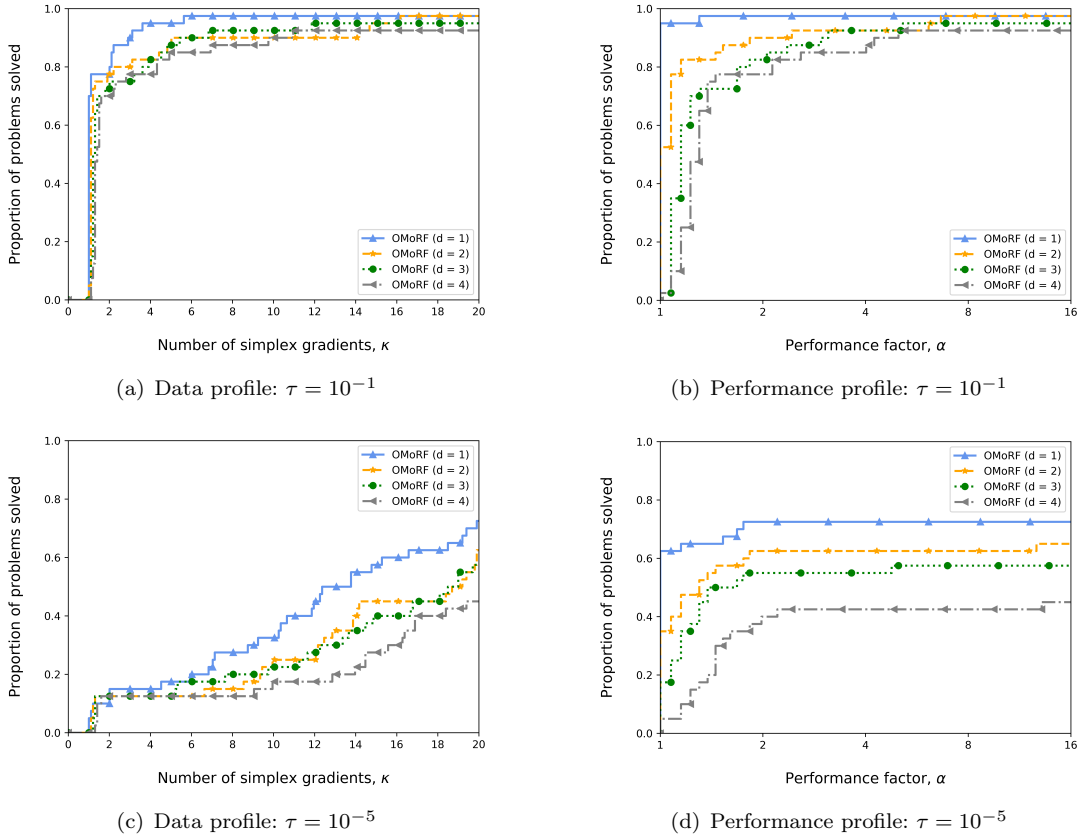 1.0
0.8
0.6
0.4
0.2
0.0
Proportion of problems solved
OMoRF (d = 1)
OMoRF (d = 2)
OMoRF (d = 3)
OMoRF (d = 4)
0 2 4 6 8 10 12 14 16 18 20
Number of simplex gradients, κ
(a) Data profile: τ = 10⁻¹
1.0
0.8
0.6
0.4
0.2
0.0
Proportion of problems solved
OMoRF (d = 1)
OMoRF (d = 2)
OMoRF (d = 3)
OMoRF (d = 4)
1 2 4 8 16
Performance factor, α
(b) Performance profile: τ = 10⁻¹
1.0
0.8
0.6
0.4
0.2
0.0
Proportion of problems solved
OMoRF (d = 1)
OMoRF (d = 2)
OMoRF (d = 3)
OMoRF (d = 4)
0 2 4 6 8 10 12 14 16 18 20
Number of simplex gradients, κ
(c) Data profile: τ = 10⁻⁵
1.0
0.8
0.6
0.4
0.2
0.0
Proportion of problems solved
OMoRF (d = 1)
OMoRF (d = 2)
OMoRF (d = 3)
OMoRF (d = 4)
1 2 4 8 16
Performance factor, α
(d) Performance profile: τ = 10⁻⁵